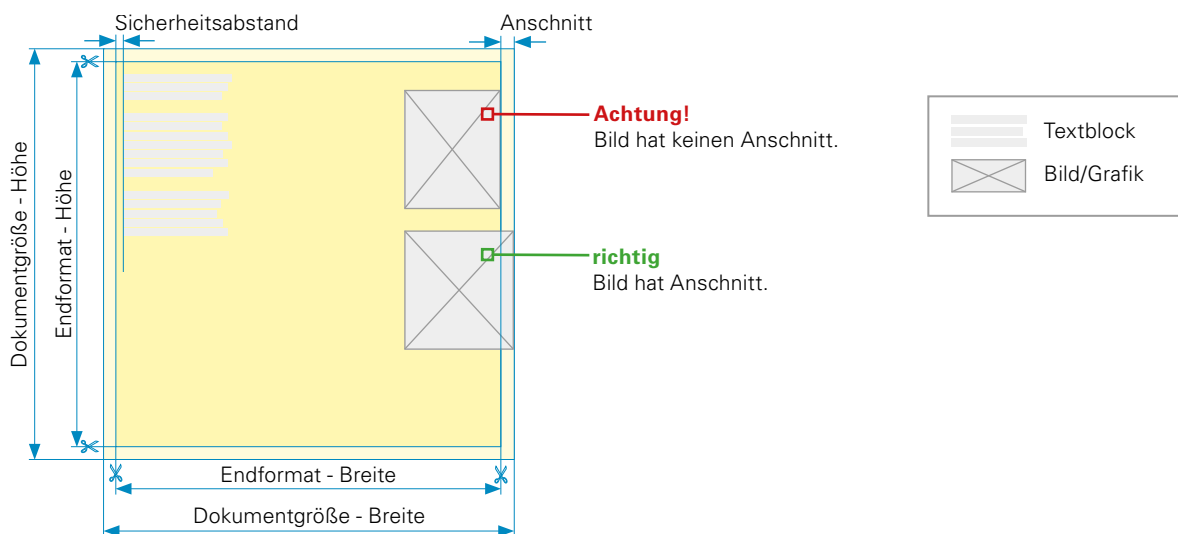 Sicherheitsabstand
Anschnitt
Dokumentgröße - Höhe
Endformat - Höhe
Achtung!
Bild hat keinen Anschnitt.
richtig
Bild hat Anschnitt.
Textblock
Bild/Grafik
Endformat - Breite
Dokumentgröße - Breite